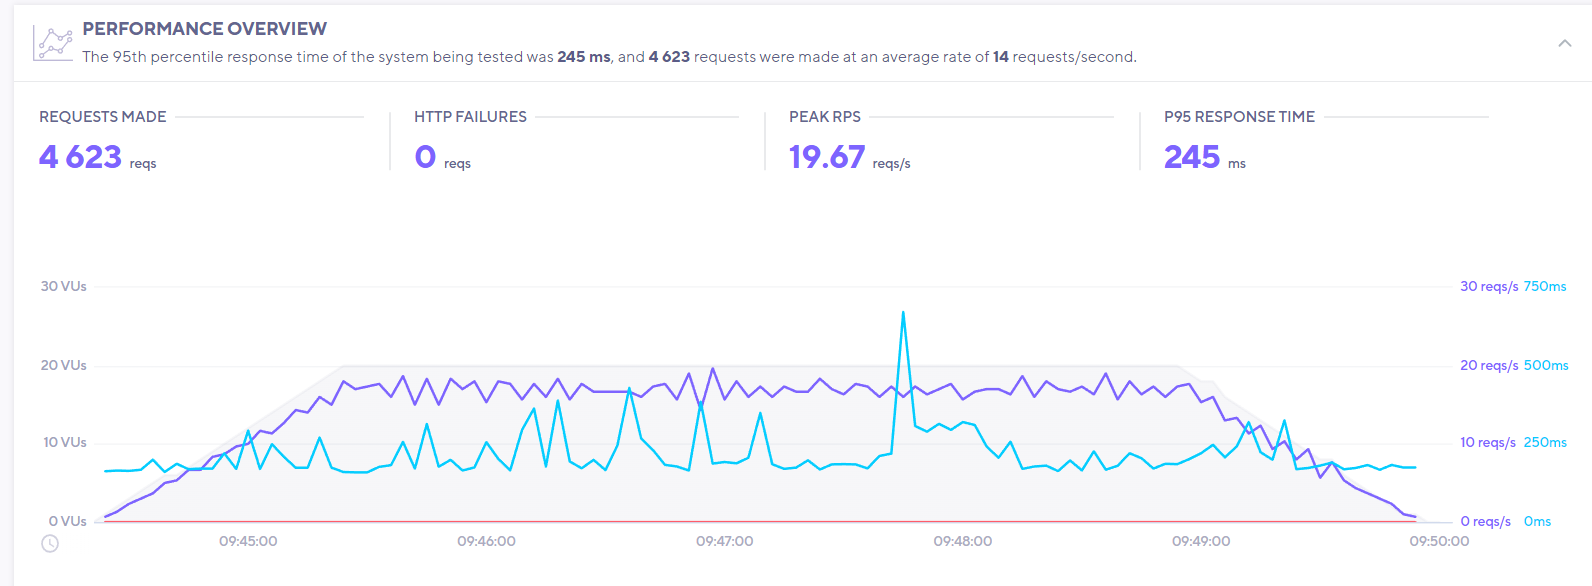 PERFORMANCE OVERVIEW
The 95th percentile response time of the system being tested was 245 ms, and 4 623 requests were made at an average rate of 14 requests/second.
REQUESTS MADE
4 623 reqs
HTTP FAILURES
0 reqs
PEAK RPS
19.67 reqs/s
P95 RESPONSE TIME
245 ms
30 VUs
30 reqs/s 750ms
20 VUs
20 reqs/s 500ms
10 VUs
10 reqs/s 250ms
0 VUs
0 reqs/s 0ms
09:45:00 09:46:00 09:47:00 09:48:00 09:49:00 09:50:00